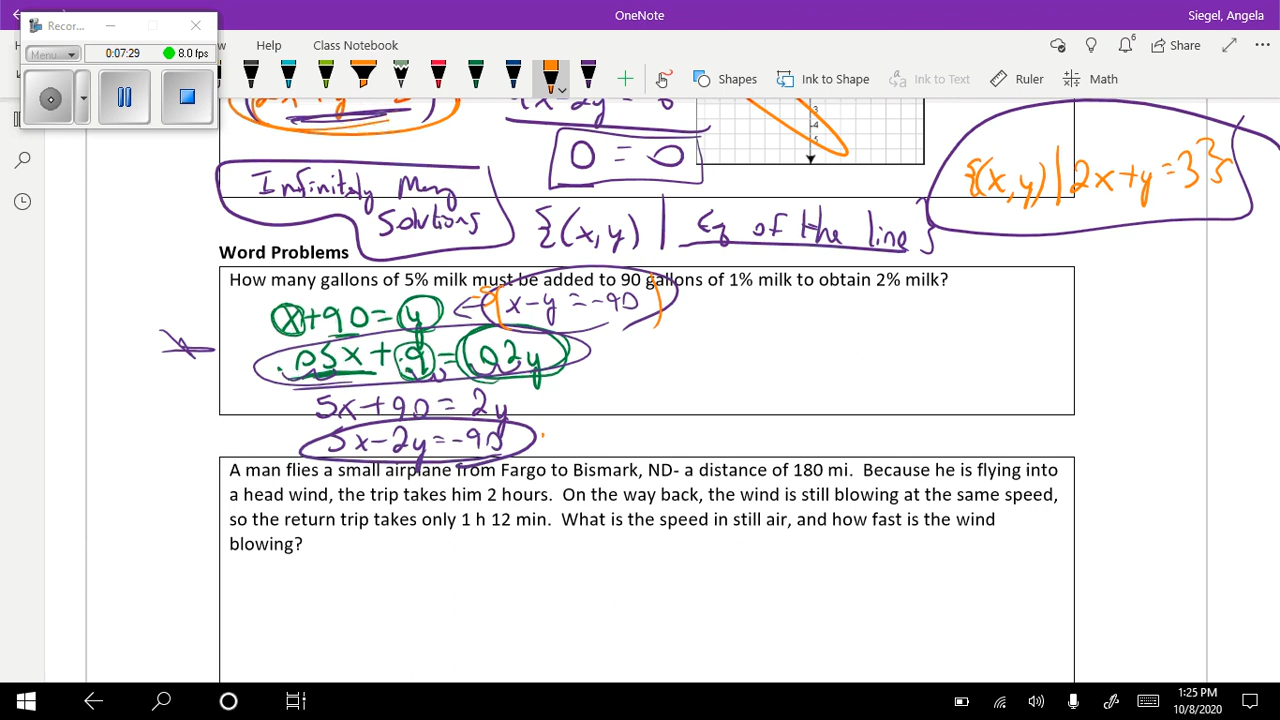 OneNote
Siegel, Angela
Recor...
Menu
0:07:29
8.0 fps
Help
Class Notebook
6
Share
Shapes
Ink to Shape
Ink to Text
Ruler
Math
3
4
5
0 = 0
{(x,y) | 2x+y=3}
Infinitely Many
Solutions
{(x,y) | Eq of the line}
Word Problems
How many gallons of 5% milk must be added to 90 gallons of 1% milk to obtain 2% milk?
x+90=y
x-y=-90
.05x+.9=.02y
5x+90=2y
5x-2y=-90
A man flies a small airplane from Fargo to Bismark, ND- a distance of 180 mi. Because he is flying into
a head wind, the trip takes him 2 hours. On the way back, the wind is still blowing at the same speed,
so the return trip takes only 1 h 12 min. What is the speed in still air, and how fast is the wind
blowing?
1:25 PM
10/8/2020